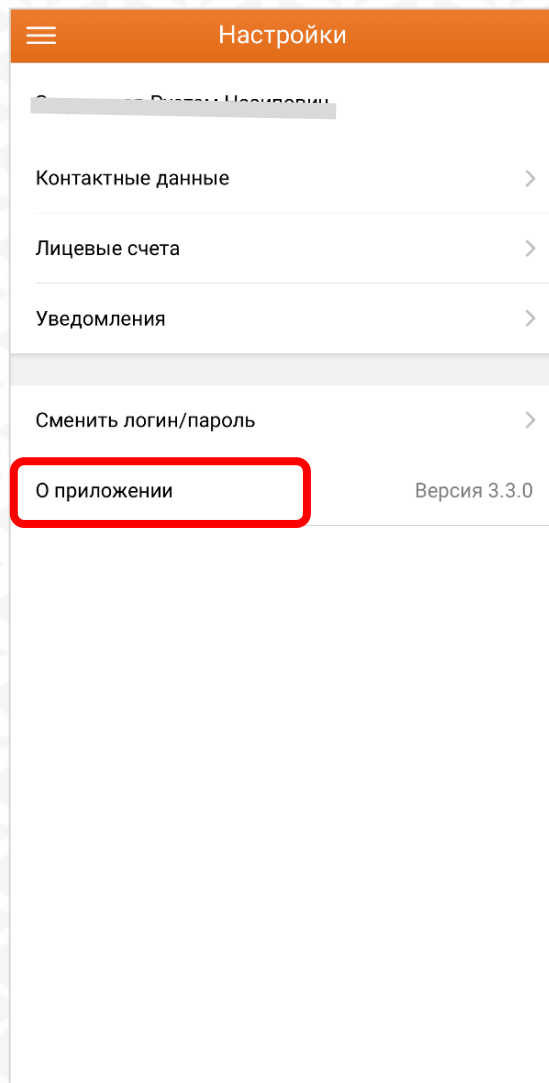 Настройки
Контактные данные
Лицевые счета
Уведомления
Сменить логин/пароль
О приложении Версия 3.3.0